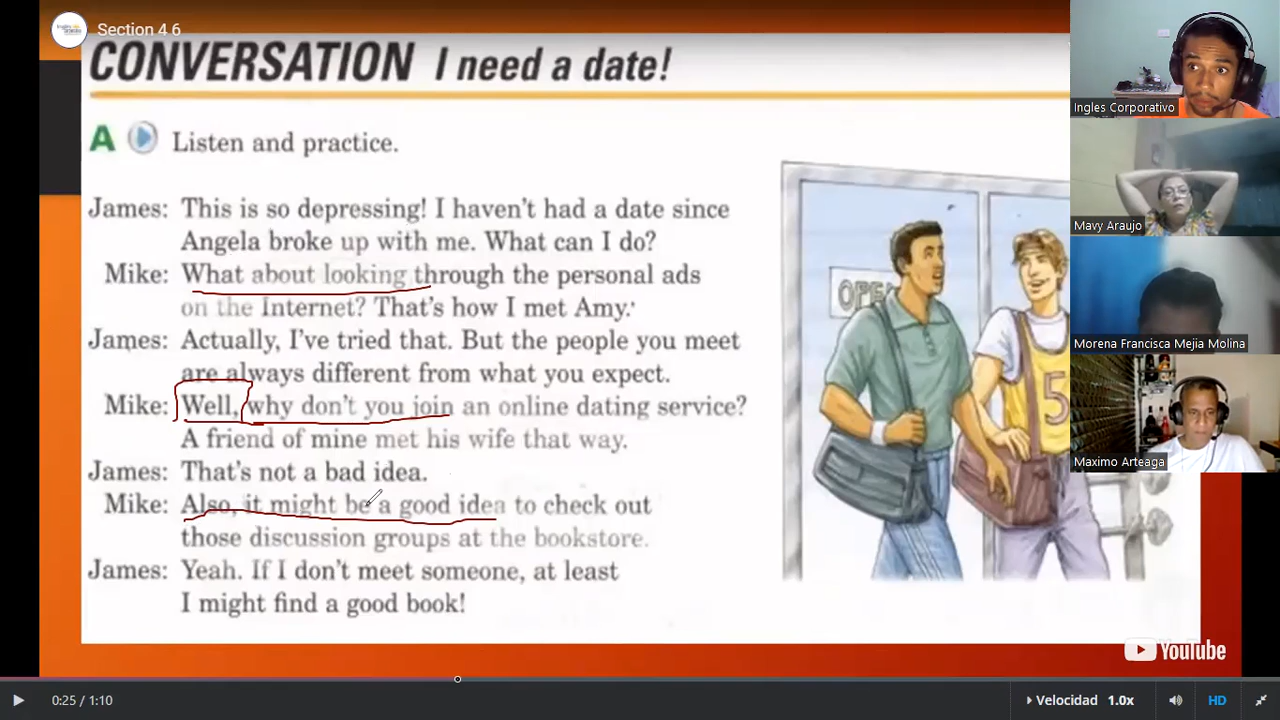 Section 4 6
CONVERSATION I need a date!
A Listen and practice.
James: This is so depressing! I haven't had a date since
Angela broke up with me. What can I do?
Mike: What about looking through the personal ads
on the Internet? That's how I met Amy.
James: Actually, I've tried that. But the people you meet
are always different from what you expect.
Mike: Well, why don't you join an online dating service?
A friend of mine met his wife that way.
James: That's not a bad idea.
Mike: Also, it might be a good idea to check out
those discussion groups at the bookstore.
James: Yeah. If I don't meet someone, at least
I might find a good book!
OPEN
5
Ingles Corporativo
Mavy Araujo
Morena Francisca Mejia Molina
Maximo Arteaga
YouTube
0:25 / 1:10
Velocidad 1.0x
HD